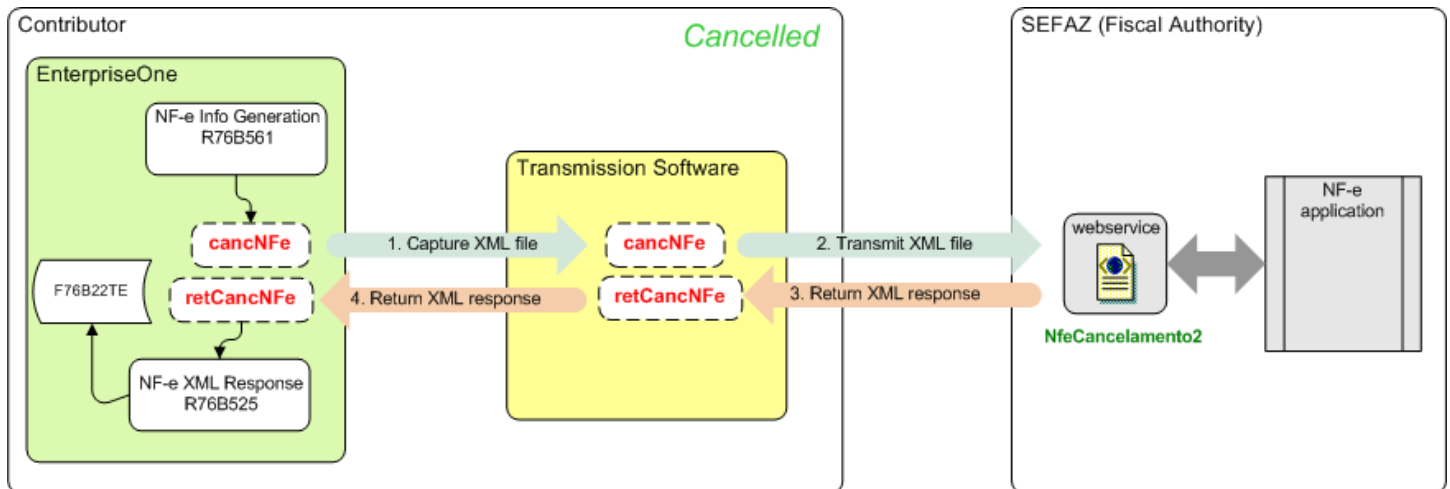 Contributor
Cancelled
SEFAZ (Fiscal Authority)
EnterpriseOne
NF-e Info Generation
R76B561
Transmission Software
NF-e
application
cancNFe
1. Capture XML file
cancNFe
2. Transmit XML file
webservice
F76B22TE
retCancNFe
4. Return XML response
retCancNFe
3. Return XML response
NfeCancelamento2
NF-e XML Response
R76B525